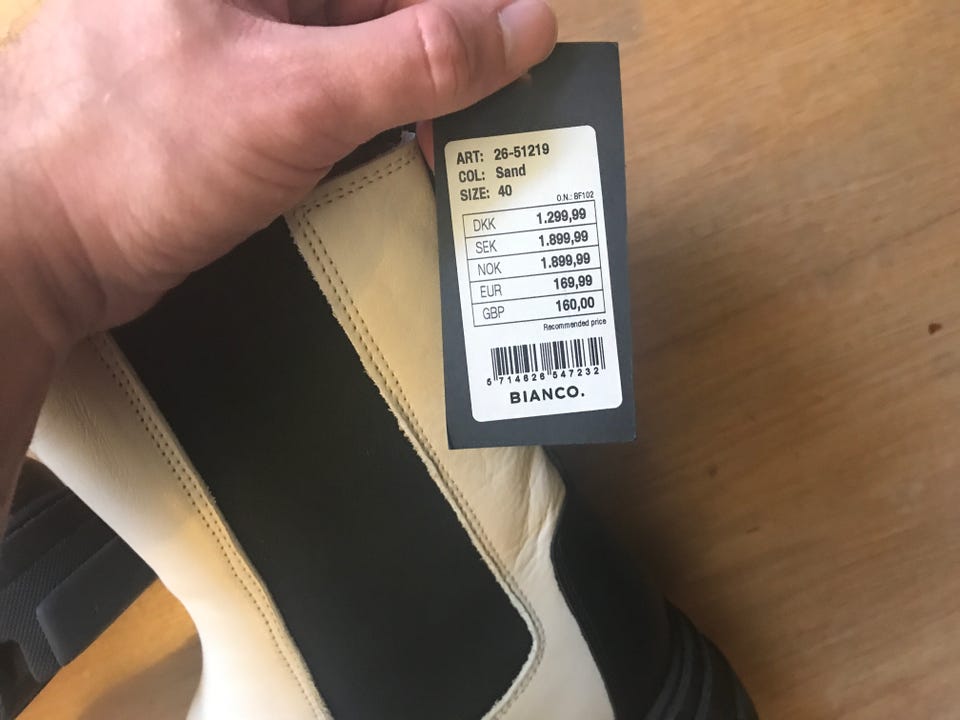 ART: 26-51219
COL: Sand
SIZE: 40
O.N.: BF102
DKK 1.299,99
SEK 1.899,99
NOK 1.899,99
EUR 169,99
GBP 160,00
Recommended price
5 714626 547232
BIANCO.